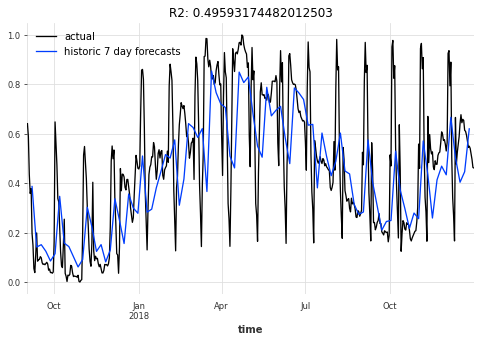 R2: 0.49593174482012503
actual
historic 7 day forecasts
1.0
0.8
0.6
0.4
0.2
0.0
Oct
Jan
2018
Apr
Jul
Oct
time